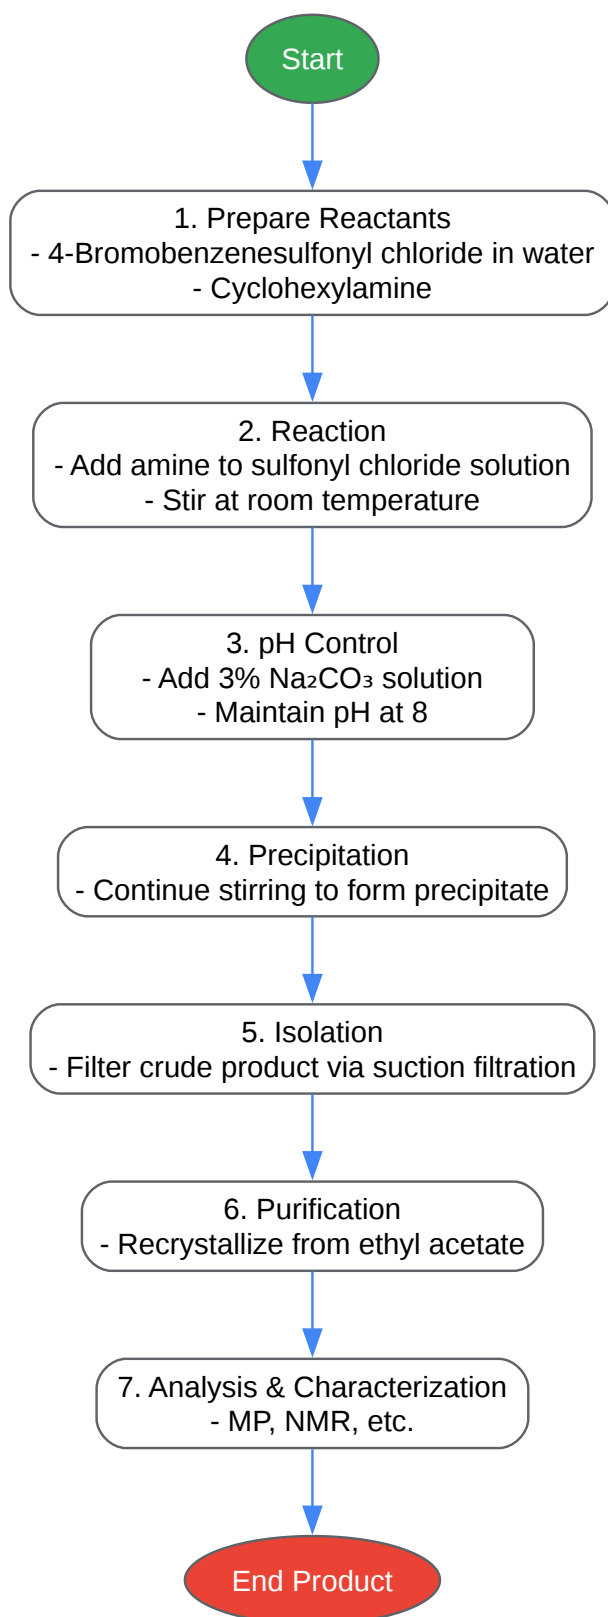 Start
1. Prepare Reactants
- 4-Bromobenzenesulfonyl chloride in water
- Cyclohexylamine
2. Reaction
- Add amine to sulfonyl chloride solution
- Stir at room temperature
3. pH Control
- Add 3% Na₂CO₃ solution
- Maintain pH at 8
4. Precipitation
- Continue stirring to form precipitate
5. Isolation
- Filter crude product via suction filtration
6. Purification
- Recrystallize from ethyl acetate
7. Analysis & Characterization
- MP, NMR, etc.
End Product